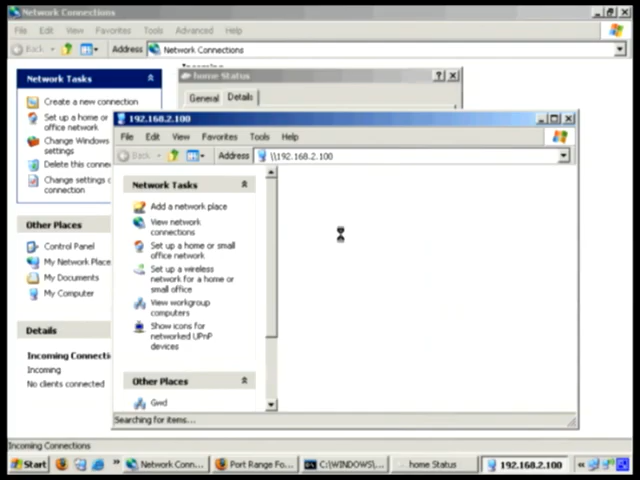 Network Connections
File Edit View Favorites Tools Advanced Help
Back Address Network Connections
Network Tasks
Create a new connection
Set up a home or
office network
Change Windows
settings
Delete this conne
Change settings o
connection
Other Places
Control Panel
My Network Place
My Documents
My Computer
Details
Incoming Connecti
Incoming
No clients connected
home Status
General Details
192.168.2.100
File Edit View Favorites Tools Help
Back Address \\192.168.2.100
Network Tasks
Add a network place
View network
connections
Set up a home or small
office network
Set up a wireless
network for a home or
small office
View workgroup
computers
Show icons for
networked UPnP
devices
Other Places
Gwd
Searching for items...
Incoming Connections
Start Network Conn... Port Range Fo... C:\WINDOWS\... home Status 192.168.2.100